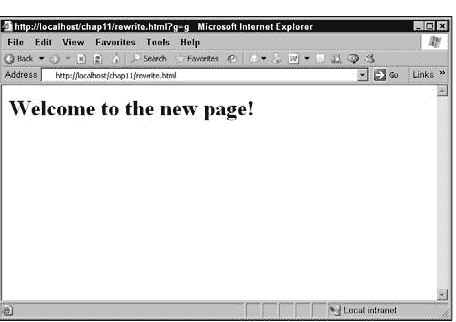 http://localhost/chap11/rewrite.html?g=g Microsoft Internet Explorer
File Edit View Favorites Tools Help
Back Search Favorites
Address http://localhost/chap11/rewrite.html Go Links »
Welcome to the new page!
Local intranet